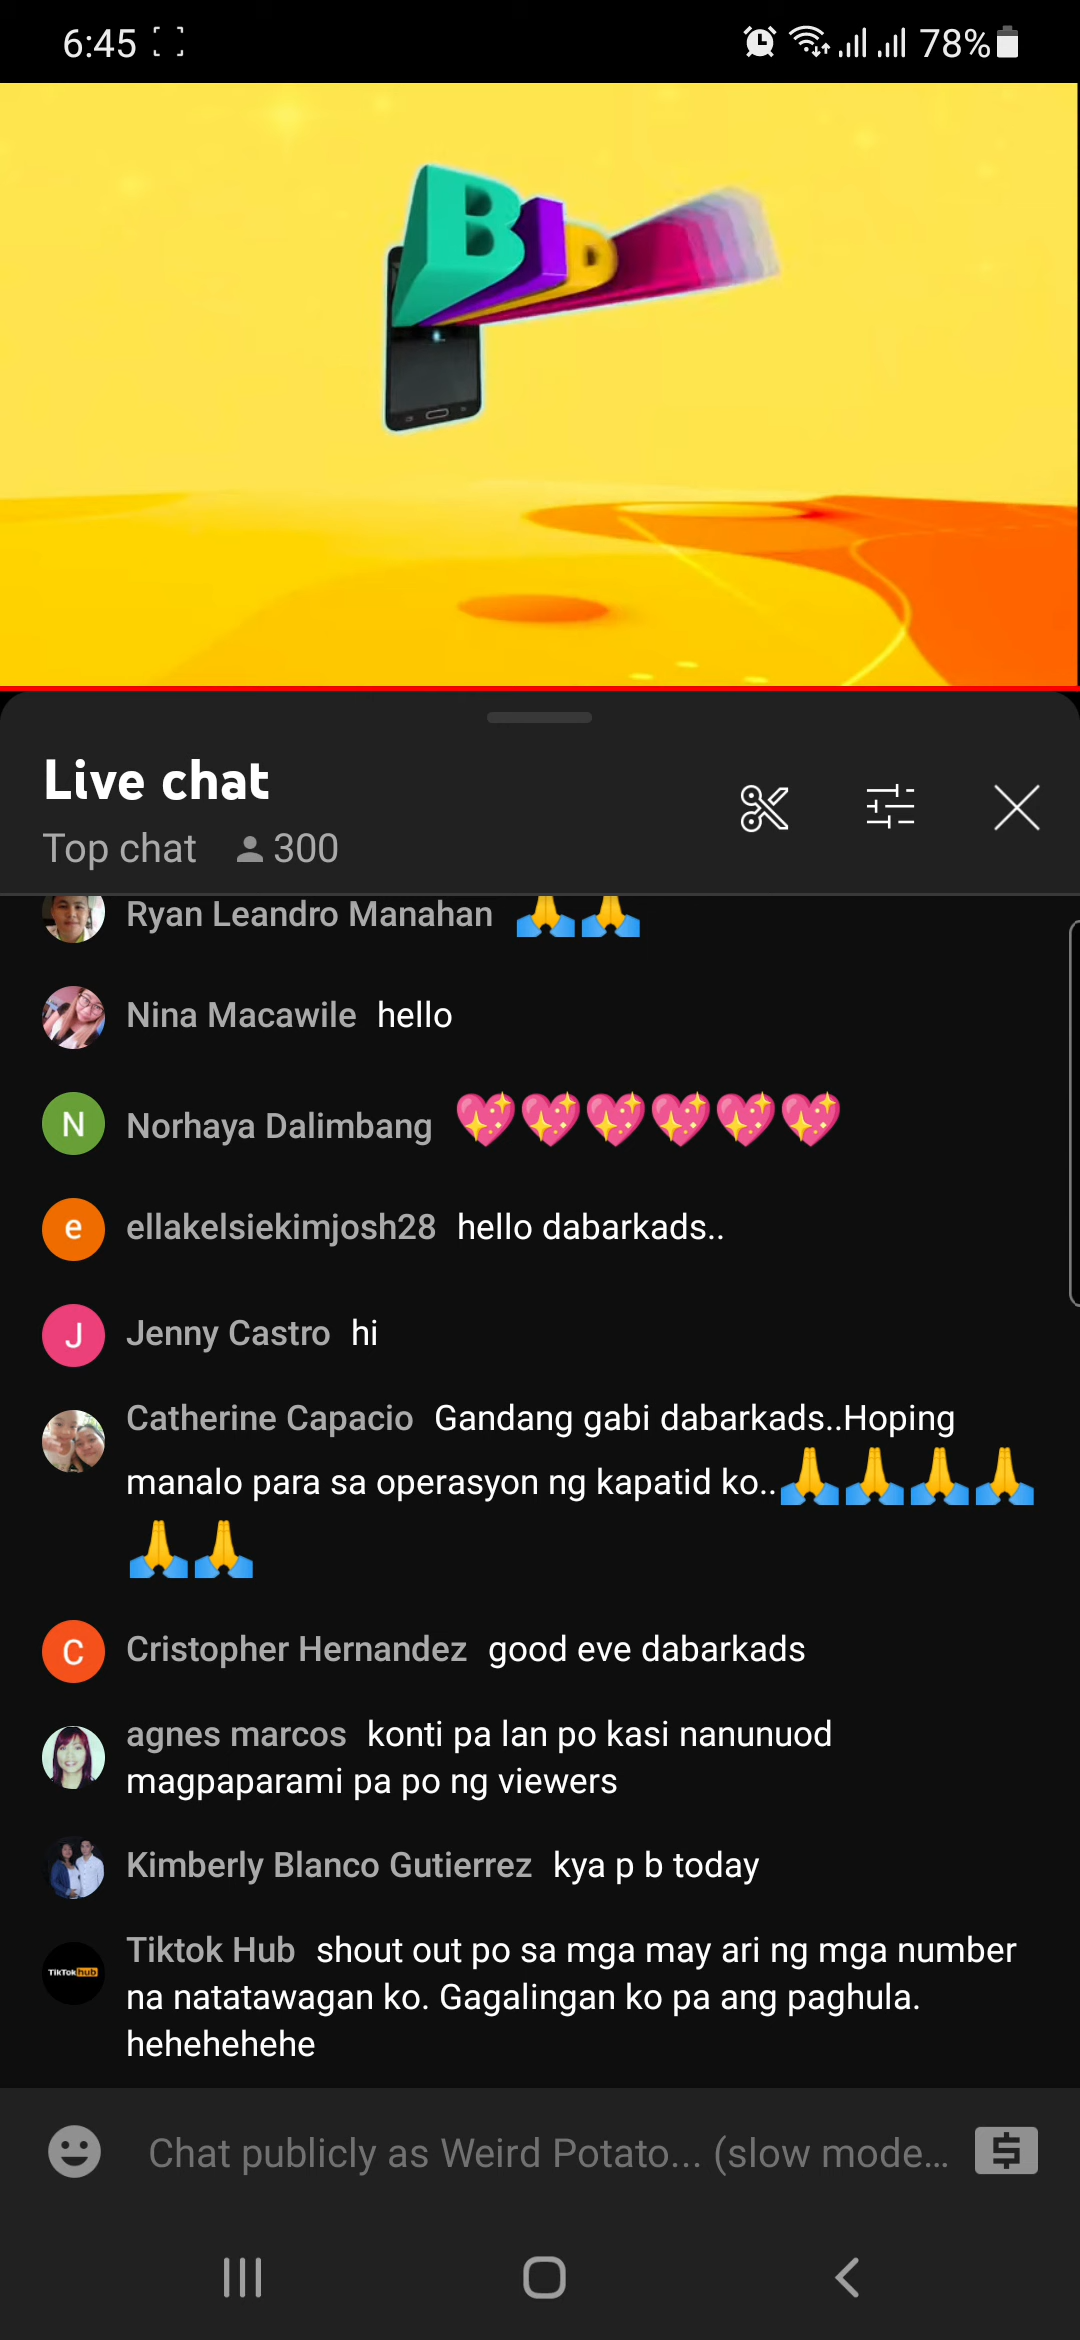 6:45 78%
BID
Live chat
Top chat 300
Ryan Leandro Manahan 🙏🙏
Nina Macawile hello
N Norhaya Dalimbang 💖💖💖💖💖💖
e ellakelsiekimjosh28 hello dabarkads..
J Jenny Castro hi
Catherine Capacio Gandang gabi dabarkads..Hoping
manalo para sa operasyon ng kapatid ko..🙏🙏🙏🙏
🙏🙏
C Cristopher Hernandez good eve dabarkads
agnes marcos konti pa lan po kasi nanunuod
magpaparami pa po ng viewers
Kimberly Blanco Gutierrez kya p b today
TikTok hub Tiktok Hub shout out po sa mga may ari ng mga number
na natatawagan ko. Gagalingan ko pa ang paghula.
hehehehehe
Chat publicly as Weird Potato... (slow mode...